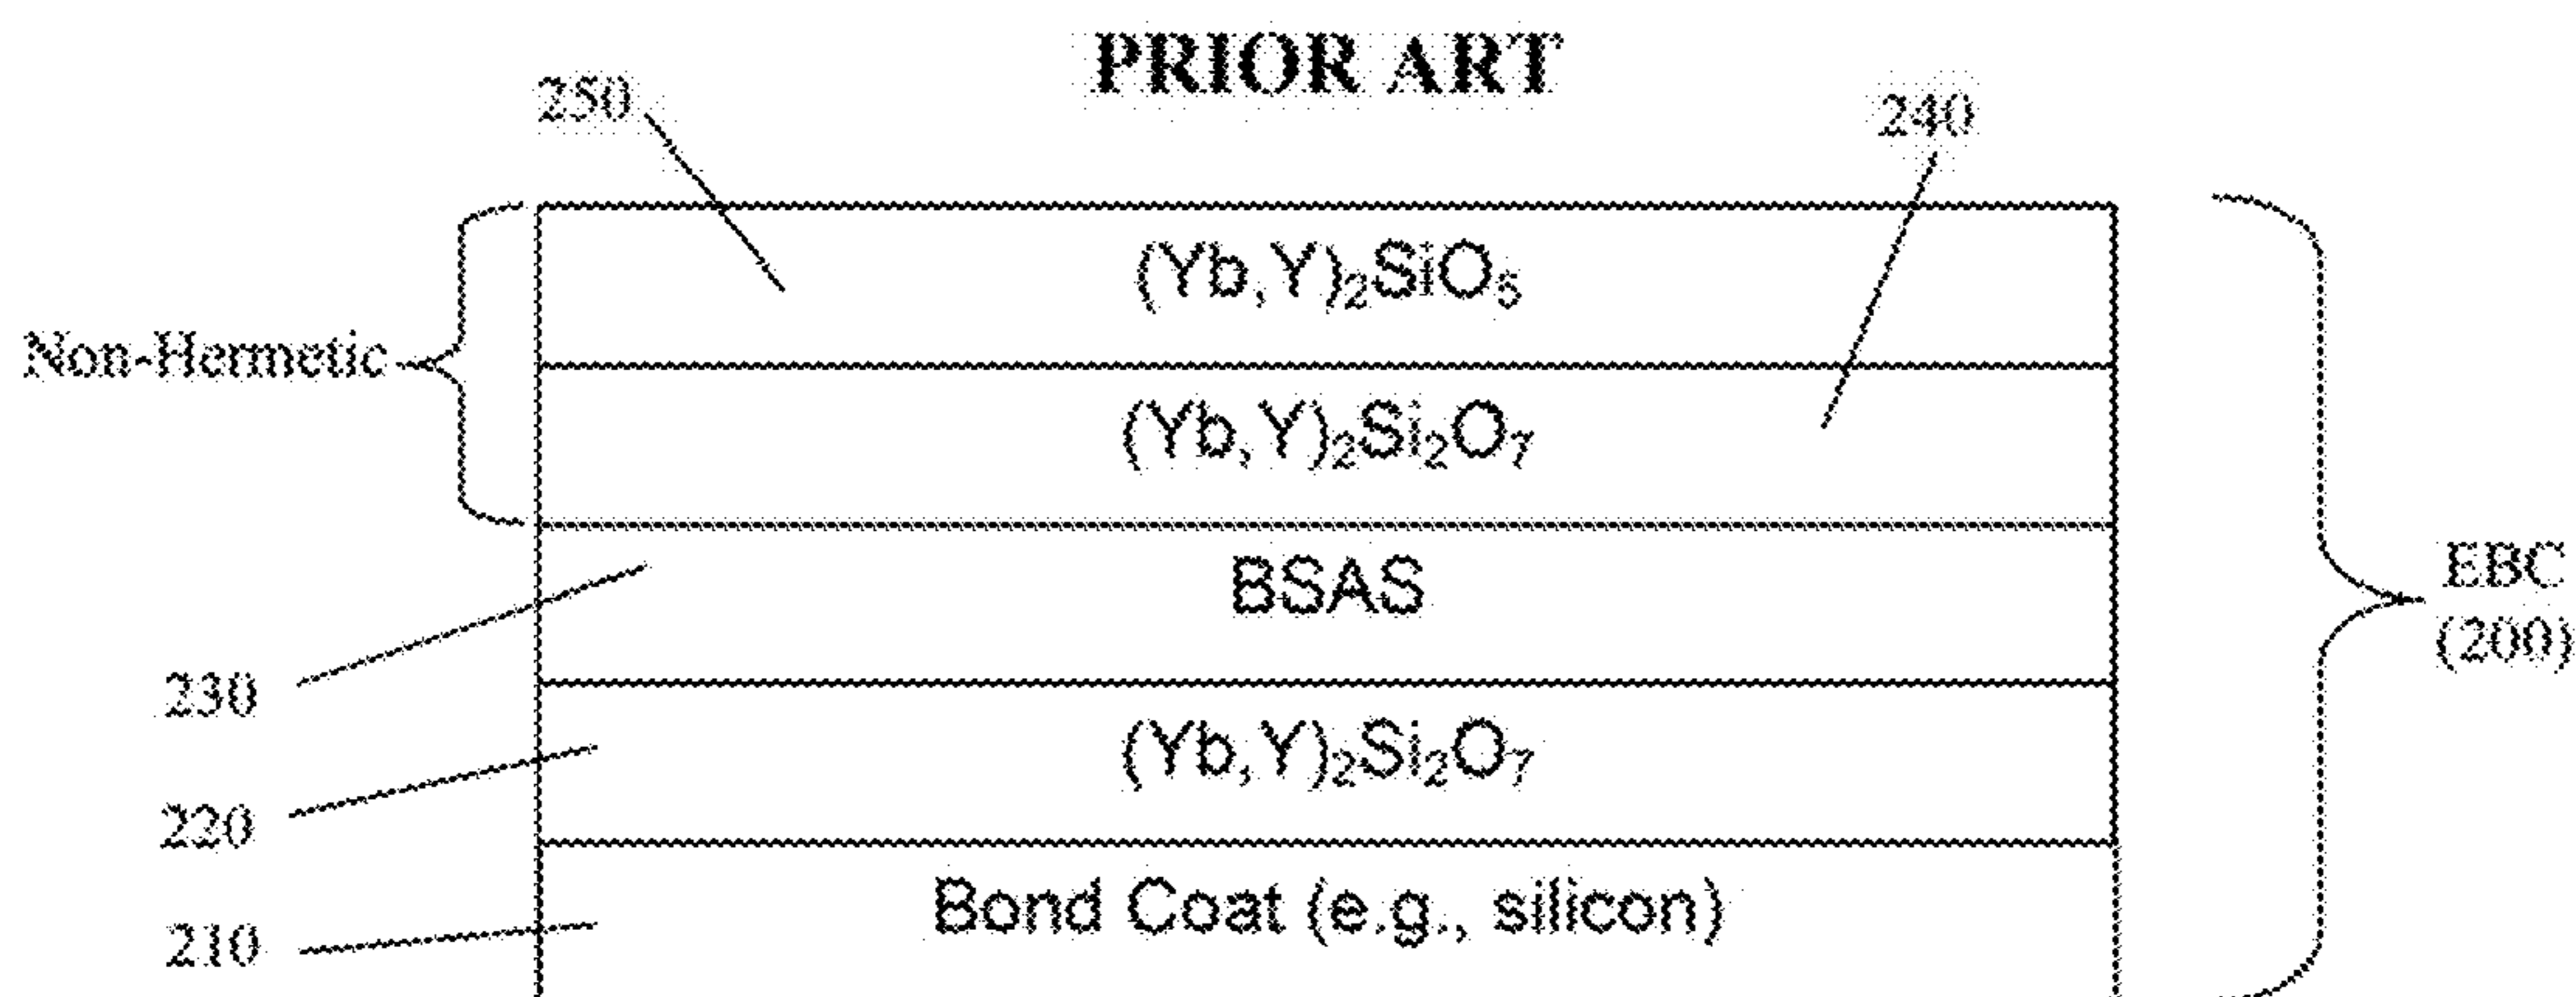 PRIOR ART
250
240
(Yb,Y)₂SiO₅
Non-Hermetic
(Yb,Y)₂Si₂O₇
BSAS
EBC
(200)
230
(Yb,Y)₂Si₂O₇
220
Bond Coat (e.g., silicon)
210